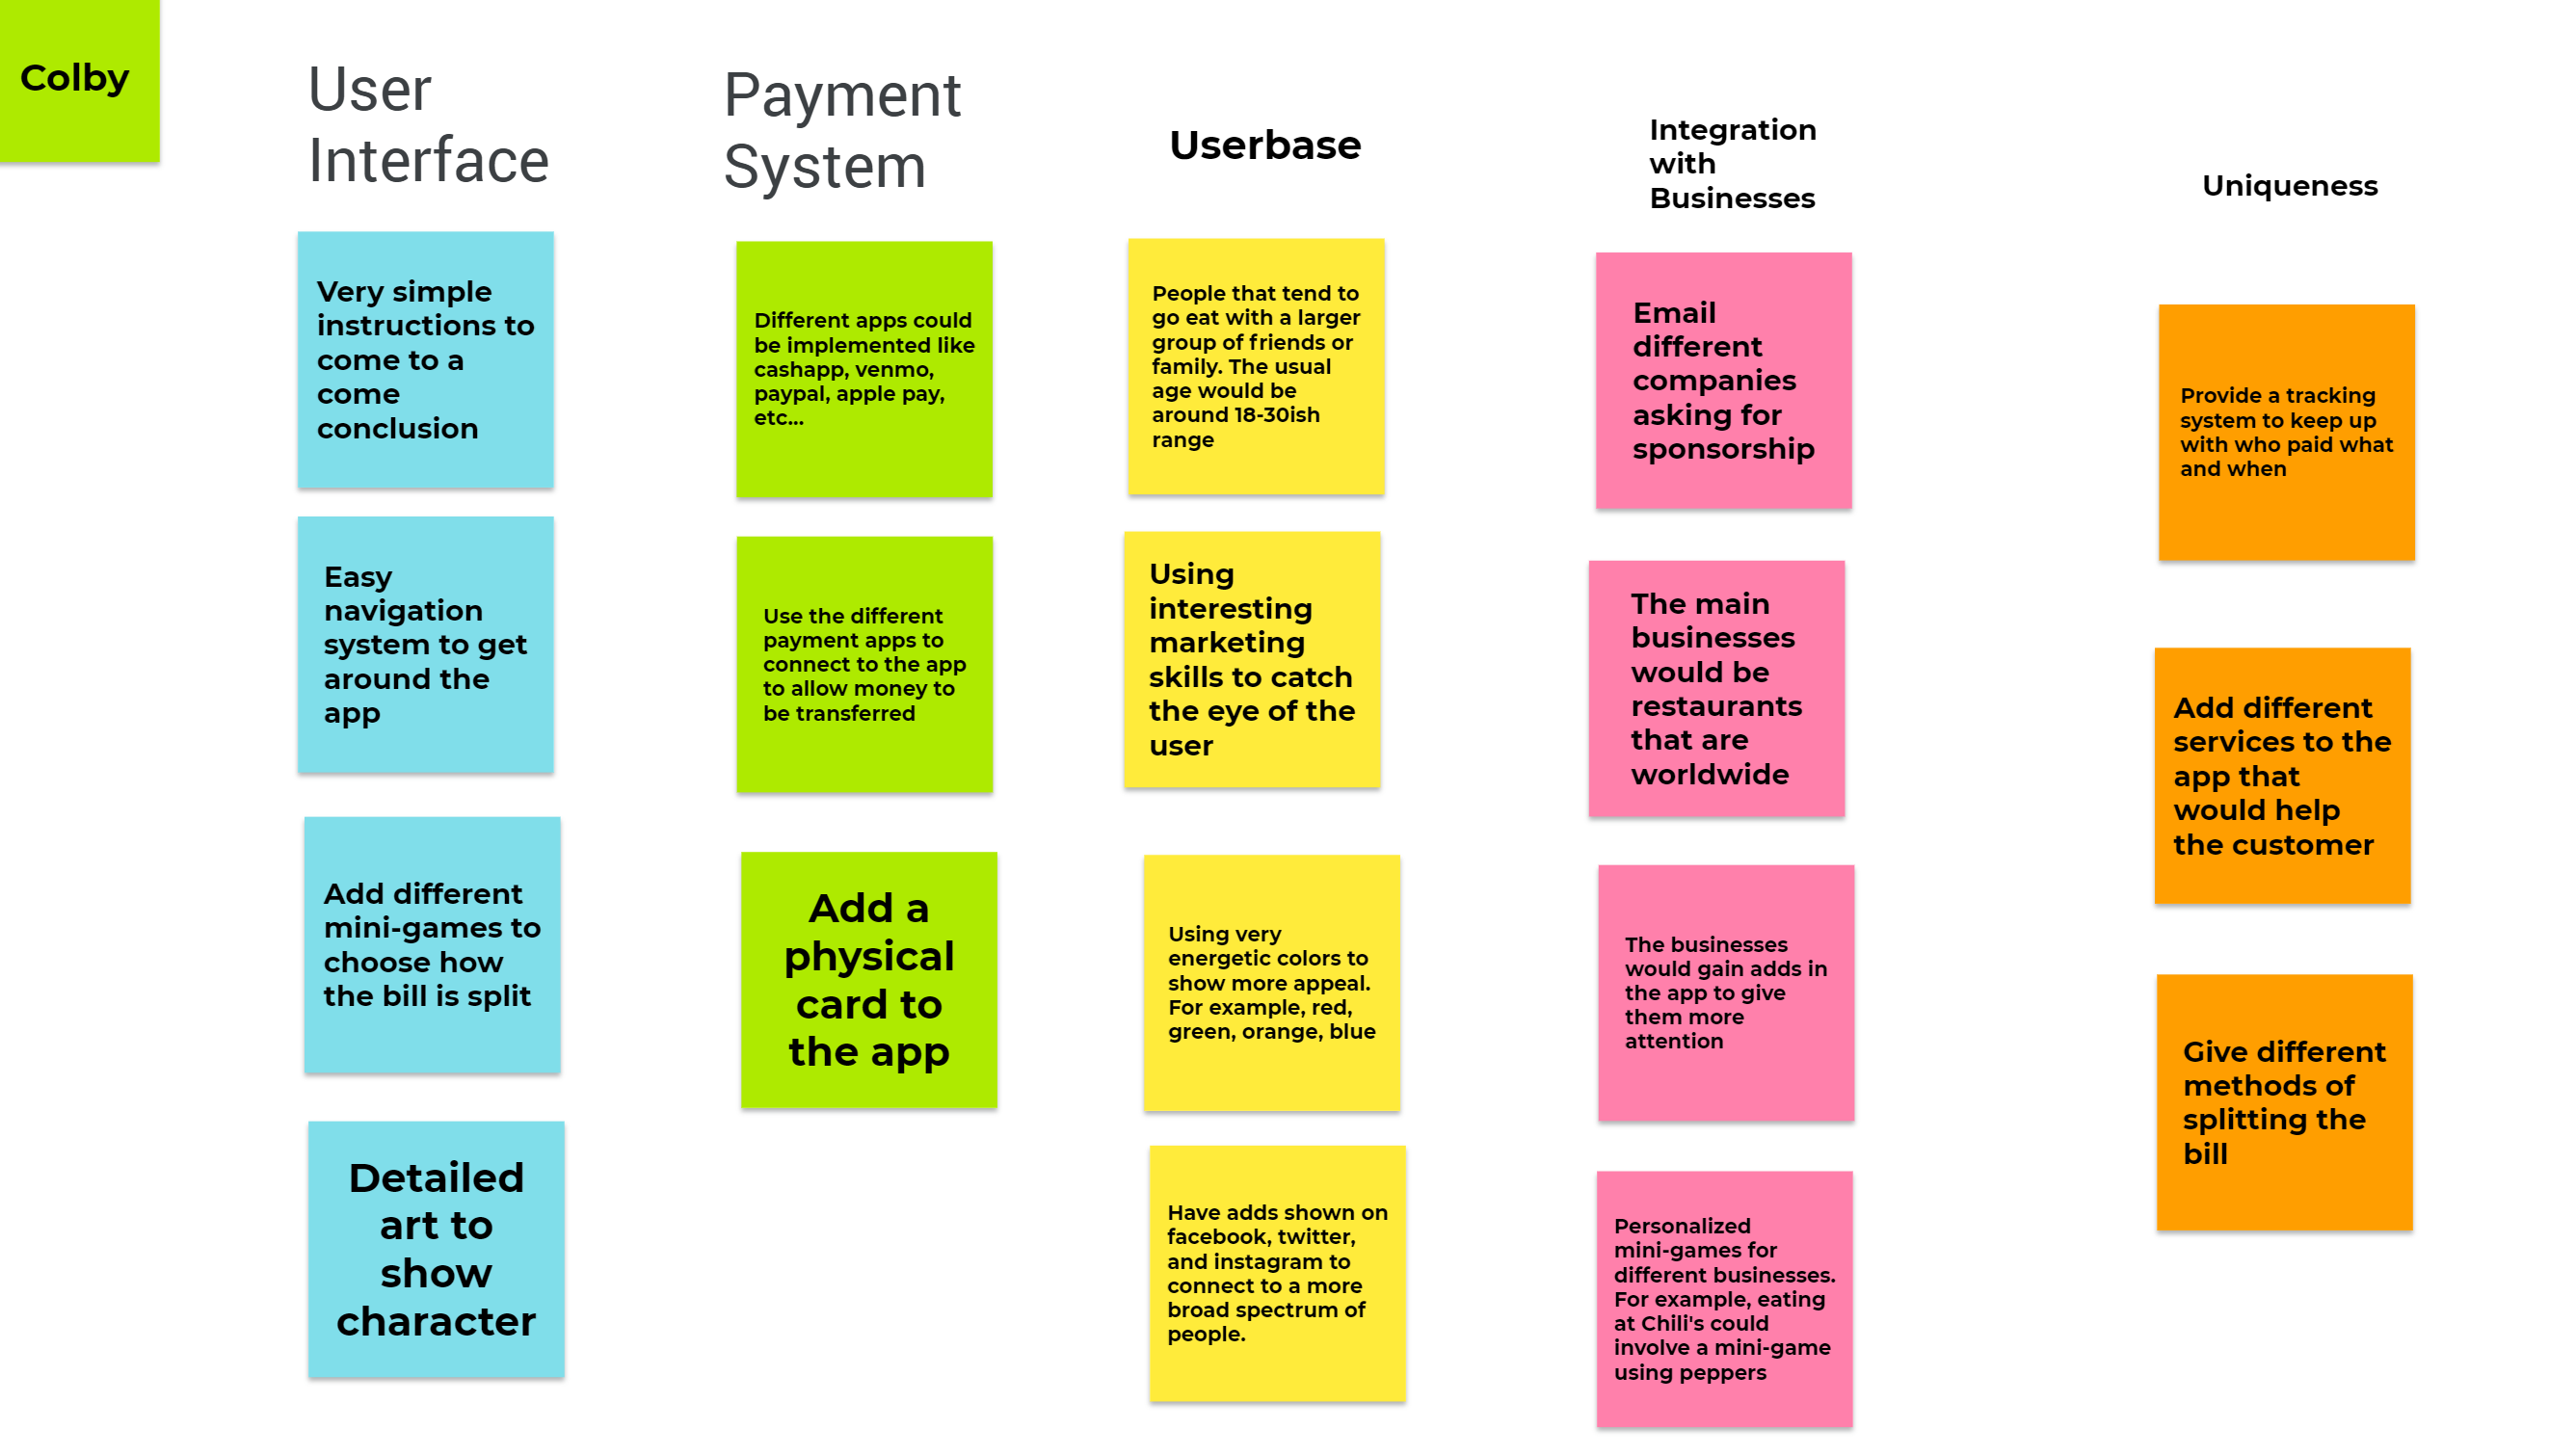 Colby
User
Interface
Very simple
instructions to
come to a
come
conclusion
Easy
navigation
system to get
around the
app
Add different
mini-games to
choose how
the bill is split
Detailed
art to
show
character
Payment
System
Different apps could
be implemented like
cashapp, venmo,
paypal, apple pay,
etc...
Use the different
payment apps to
connect to the app
to allow money to
be transferred
Add a
physical
card to
the app
Userbase
People that tend to
go eat with a larger
group of friends or
family. The usual
age would be
around 18-30ish
range
Using
interesting
marketing
skills to catch
the eye of the
user
Using very
energetic colors to
show more appeal.
For example, red,
green, orange, blue
Have adds shown on
facebook, twitter,
and instagram to
connect to a more
broad spectrum of
people.
Integration
with
Businesses
Email
different
companies
asking for
sponsorship
The main
businesses
would be
restaurants
that are
worldwide
The businesses
would gain adds in
the app to give
them more
attention
Personalized
mini-games for
different businesses.
For example, eating
at Chili's could
involve a mini-game
using peppers
Uniqueness
Provide a tracking
system to keep up
with who paid what
and when
Add different
services to the
app that
would help
the customer
Give different
methods of
splitting the
bill